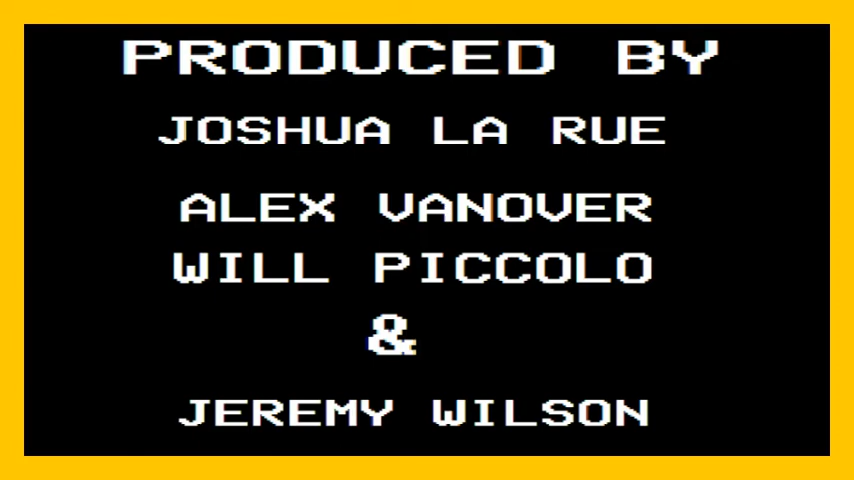 PRODUCED BY
JOSHUA LA RUE
ALEX VANOVER
WILL PICCOLO
&
JEREMY WILSON